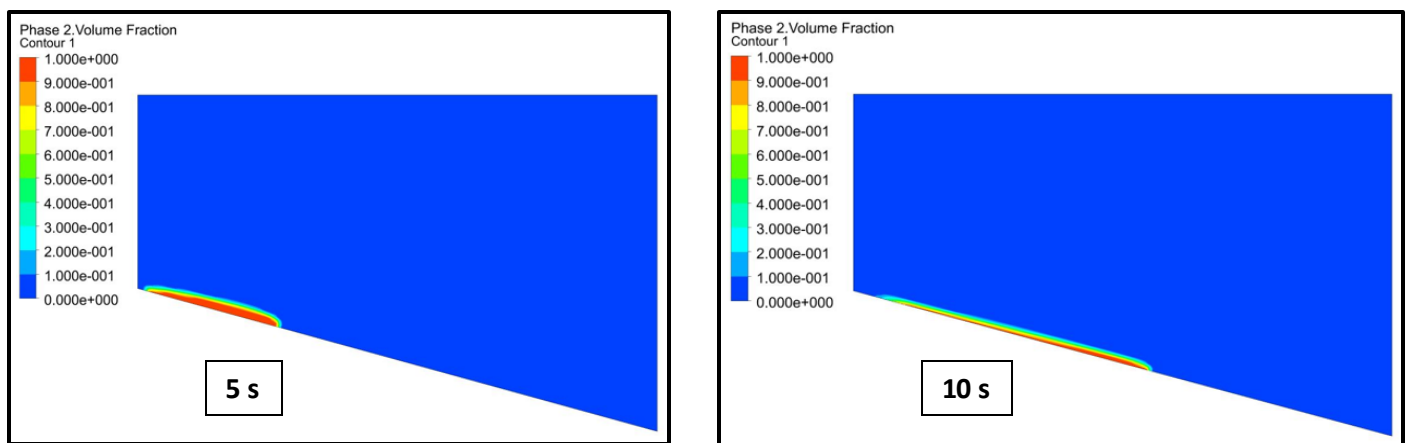 Phase 2.Volume Fraction
Contour 1
1.000e+000
9.000e-001
8.000e-001
7.000e-001
6.000e-001
5.000e-001
4.000e-001
3.000e-001
2.000e-001
1.000e-001
0.000e+000
5 s
Phase 2.Volume Fraction
Contour 1
1.000e+000
9.000e-001
8.000e-001
7.000e-001
6.000e-001
5.000e-001
4.000e-001
3.000e-001
2.000e-001
1.000e-001
0.000e+000
10 s